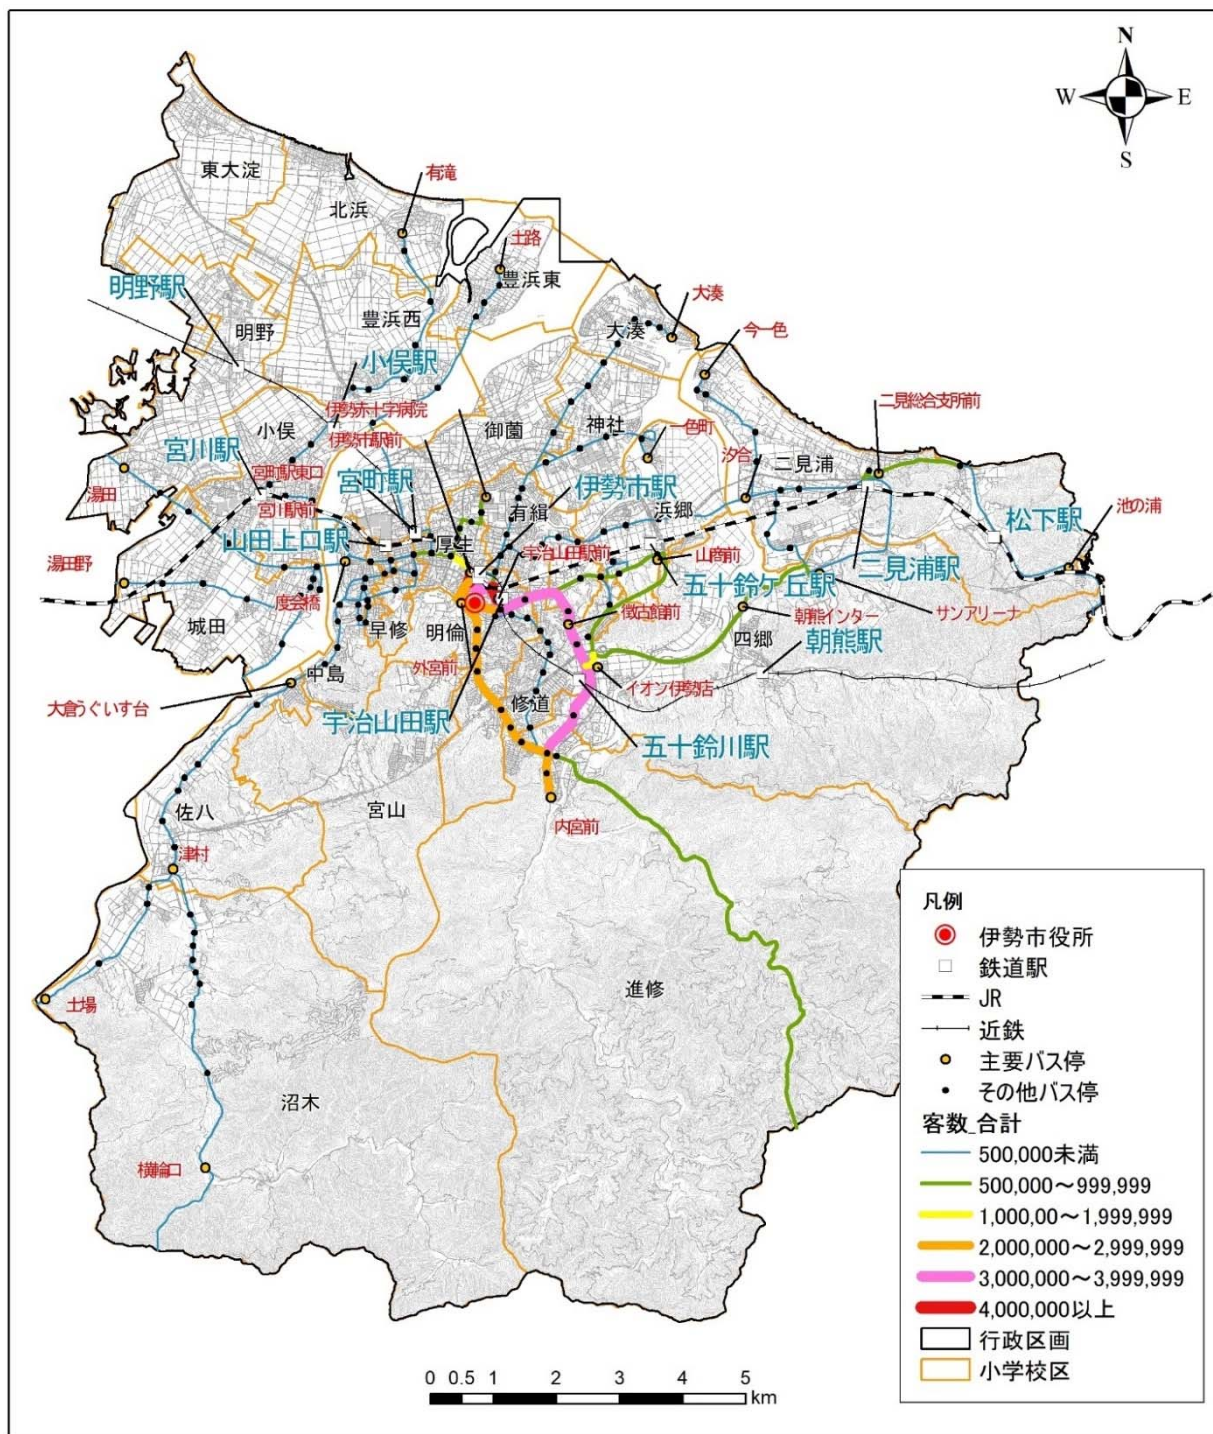 N
W
E
S
東大淀
有滝
北浜
土路
豊浜東
明野駅
大湊
明野
豊浜西
大湊
今一色
小俣駅
二見総合支所前
伊勢赤十字病院
小俣
御薗
神社
一色町
伊勢市駅前
宮川駅
汐合
二見浦
宮町駅東口
宮町駅
伊勢市駅
湯田
有緝
浜郷
松下駅
池の浦
宮川駅前
山田上口駅
厚生
宇治山田駅前
山商前
湯田野
五十鈴ケ丘駅
二見浦駅
度会橋
徴古館前
朝熊インター
サンアリーナ
城田
早修
明倫
四郷
朝熊駅
中島
外宮前
イオン伊勢店
大倉うぐいす台
修道
宇治山田駅
五十鈴川駅
佐八
宮山
内宮前
津村
進修
土場
沼木
横輪口
凡例
伊勢市役所
鉄道駅
JR
近鉄
主要バス停
その他バス停
客数_合計
500,000未満
500,000～999,999
1,000,00～1,999,999
2,000,000～2,999,999
3,000,000～3,999,999
4,000,000以上
行政区画
小学校区
0 0.5 1 2 3 4 5
km